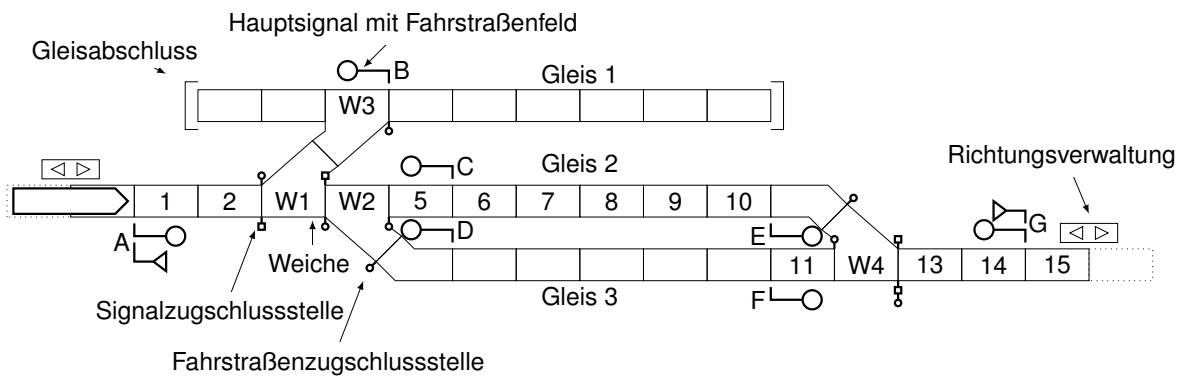 Hauptsignal mit Fahrstraßenfeld
Gleisabschluss
B
Gleis 1
W3
C
Gleis 2
Richtungsverwaltung
1 2 W1 W2 5 6 7 8 9 10
A
D
E
G
Weiche
11 W4 13 14 15
Gleis 3
F
Signalzugschlussstelle
Fahrstraßenzugschlussstelle